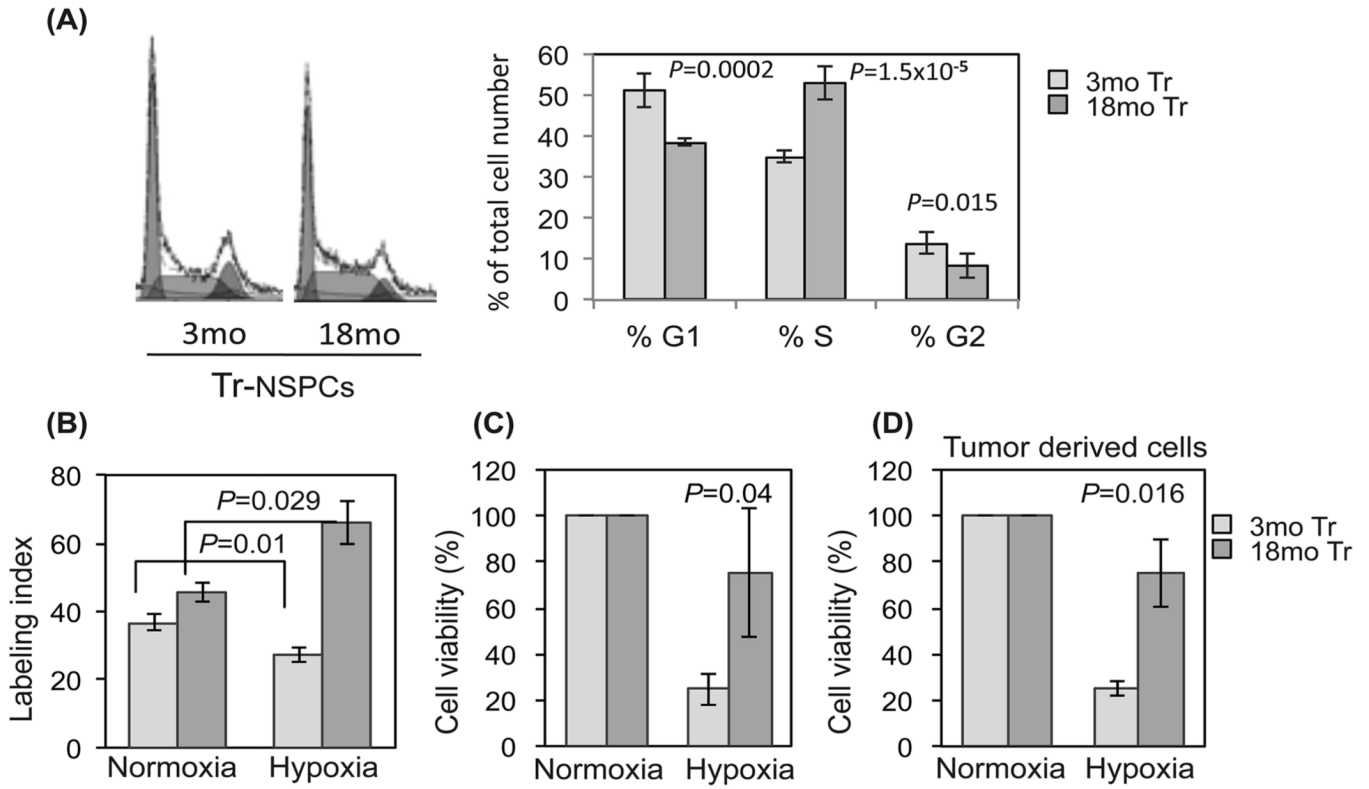 (A)
3mo 18mo
Tr-NSPCs
% of total cell number
60
50
40
30
20
10
0
P=0.0002
P=1.5x10⁻⁵
P=0.015
% G1 % S % G2
3mo Tr
18mo Tr
(B)
Labeling index
80
60
40
20
0
P=0.029
P=0.01
Normoxia Hypoxia
(C)
Cell viability (%)
120
100
80
60
40
20
0
P=0.04
Normoxia Hypoxia
(D)
Tumor derived cells
Cell viability (%)
120
100
80
60
40
20
0
P=0.016
Normoxia Hypoxia
3mo Tr
18mo Tr